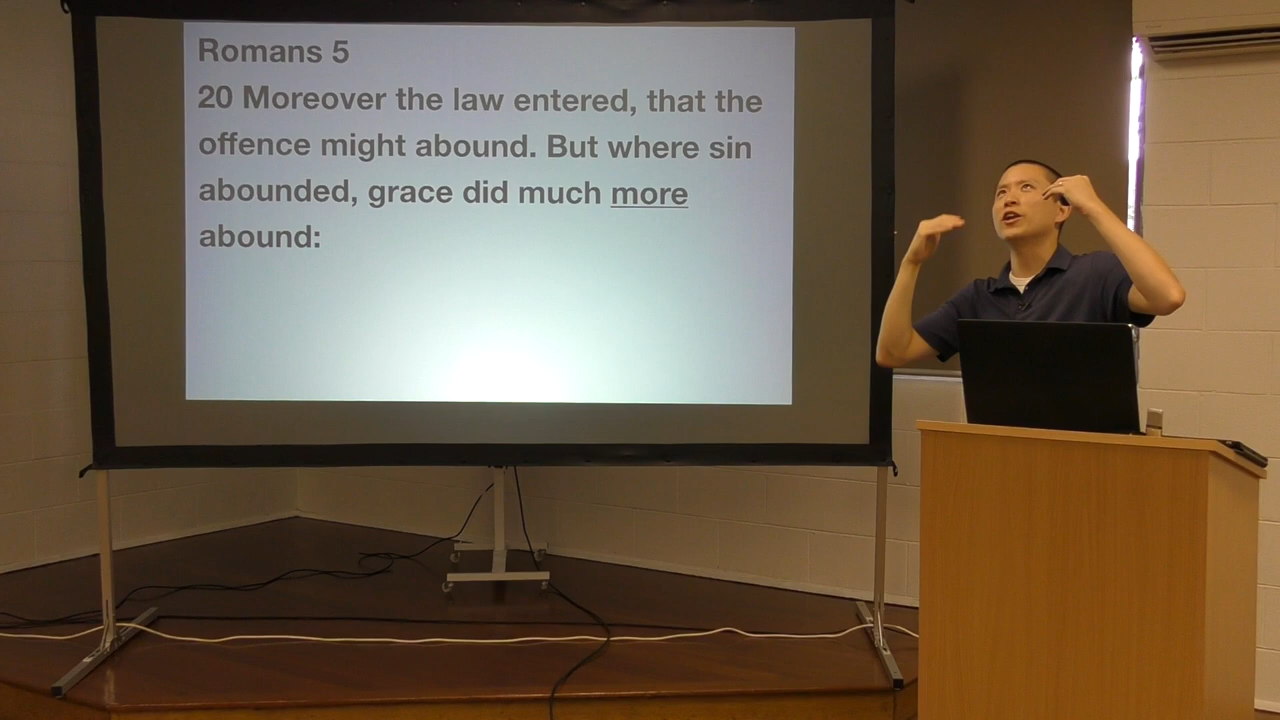 Romans 5
20 Moreover the law entered, that the
offence might abound. But where sin
abounded, grace did much more
abound: